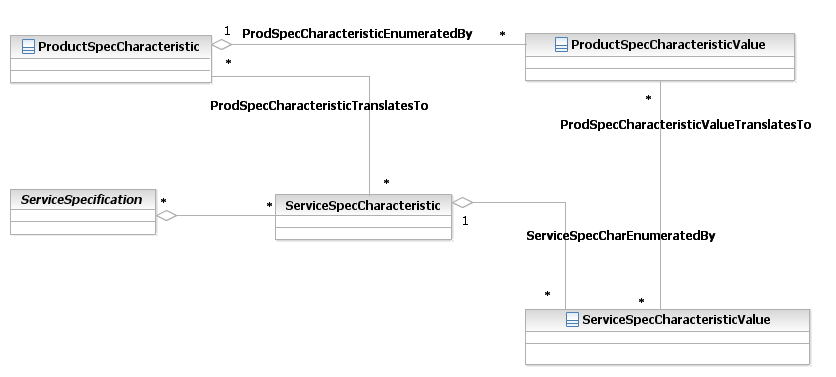 1
ProdSpecCharacteristicEnumeratedBy
*
ProductSpecCharacteristic
ProductSpecCharacteristicValue
*
*
ProdSpecCharacteristicTranslatesTo
ProdSpecCharacteristicValueTranslatesTo
*
ServiceSpecification
*
*
ServiceSpecCharacteristic
1
ServiceSpecCharEnumeratedBy
*
*
ServiceSpecCharacteristicValue